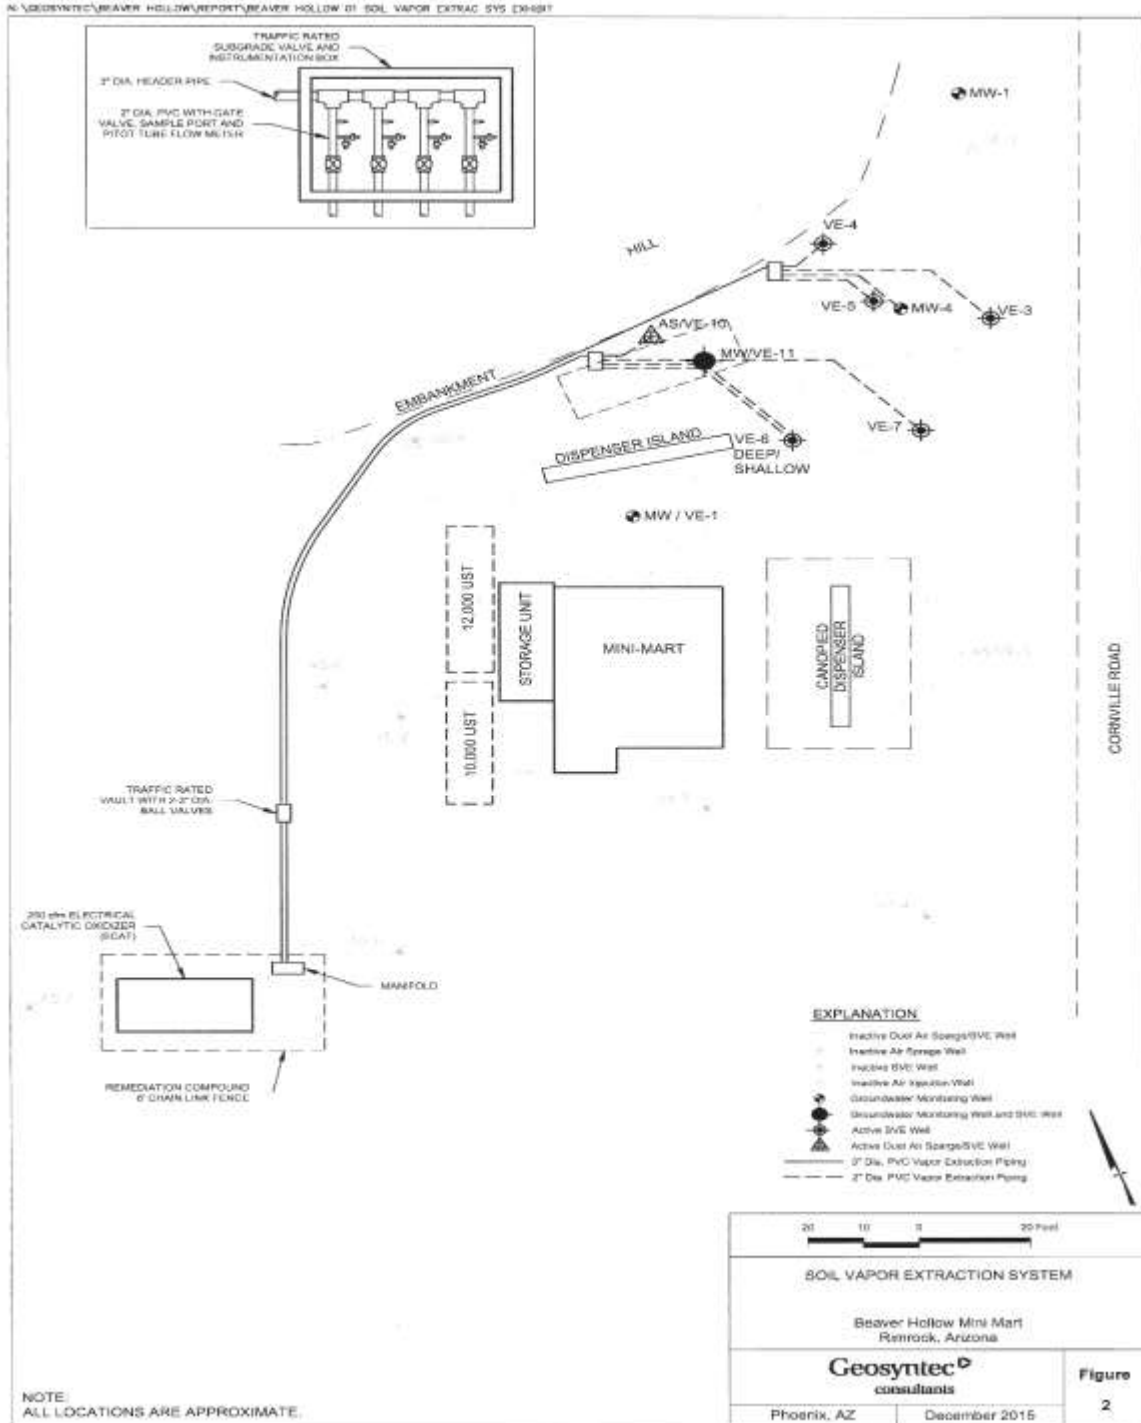 N:\GEOSYNTEC\BEAVER HOLLOW\REPORT\BEAVER HOLLOW 01 SOIL VAPOR EXTRAC SYS EXHIBIT
TRAFFIC RATED
SUBGRADE VALVE AND
INSTRUMENTATION BOX
3" DIA. HEADER PIPE
2" DIA. PVC WITH GATE
VALVE, SAMPLE PORT AND
PITOT TUBE FLOW METER
MW-1
VE-4
HILL
VE-5
MW-4
VE-3
AS/VE-10
MW/VE-11
EMBANKMENT
VE-7
DISPENSER ISLAND
VE-6
DEEP/
SHALLOW
MW / VE-1
12,000 UST
STORAGE UNIT
MINI-MART
CANOPIED
DISPENSER
ISLAND
CORNVILLE ROAD
10,000 UST
TRAFFIC RATED
VAULT WITH 2-2" DIA.
BALL VALVES
250 cfm ELECTRICAL
CATALYTIC OXIDIZER
(ECAT)
MANIFOLD
REMEDIATION COMPOUND
6' CHAIN LINK FENCE
EXPLANATION
Inactive Dual Air Sparge/SVE Well
Inactive Air Sparge Well
Inactive SVE Well
Inactive Air Injection Well
Groundwater Monitoring Well
Groundwater Monitoring Well and SVE Well
Active SVE Well
Active Dual Air Sparge/SVE Well
3" Dia. PVC Vapor Extraction Piping
2" Dia. PVC Vapor Extraction Piping
20 10 0 20 Feet
SOIL VAPOR EXTRACTION SYSTEM
Beaver Hollow Mini Mart
Rimrock, Arizona
Geosyntec
consultants
Figure
2
Phoenix, AZ
December 2015
NOTE:
ALL LOCATIONS ARE APPROXIMATE.